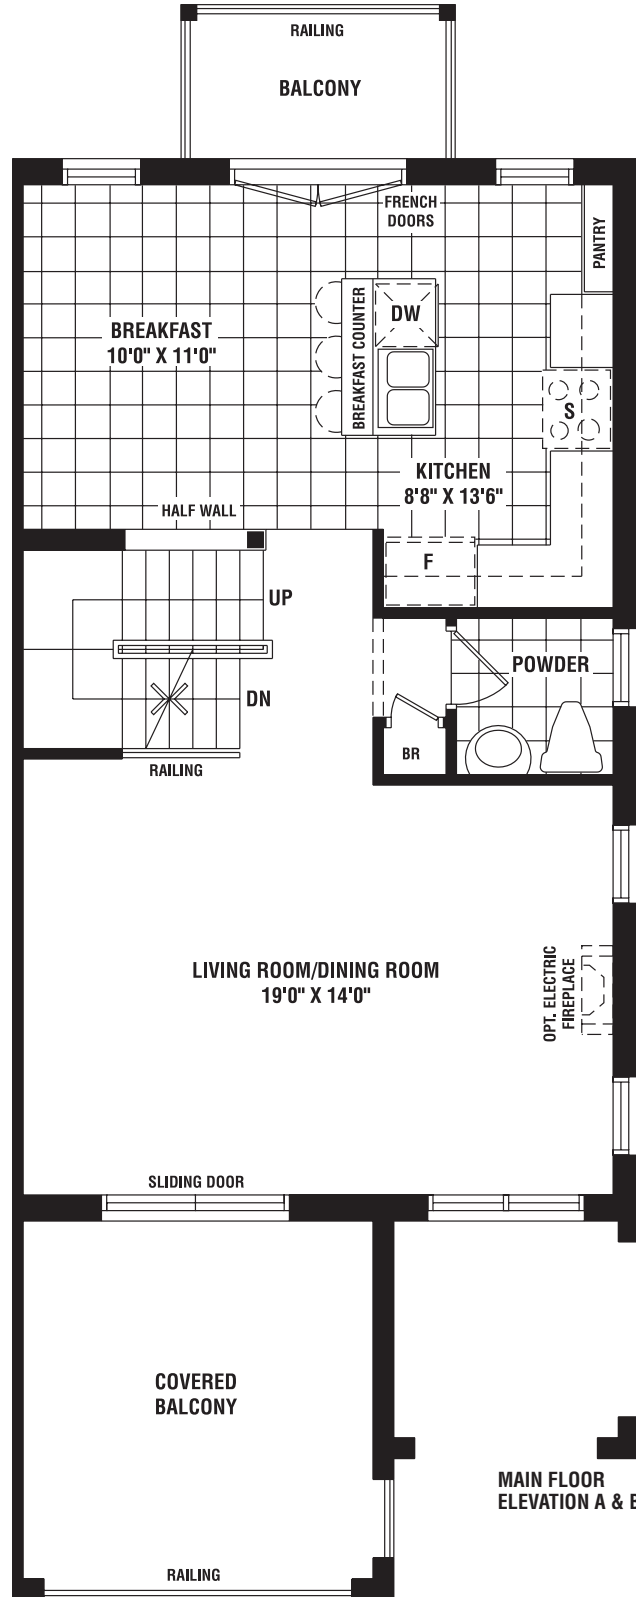 RAILING
BALCONY
FRENCH
DOORS
PANTRY
BREAKFAST
10'0" X 11'0"
BREAKFAST COUNTER
DW
S
KITCHEN
8'8" X 13'6"
HALF WALL
F
UP
POWDER
DN
BR
RAILING
LIVING ROOM/DINING ROOM
19'0" X 14'0"
OPT. ELECTRIC
FIREPLACE
SLIDING DOOR
COVERED
BALCONY
MAIN FLOOR
ELEVATION A & B
RAILING